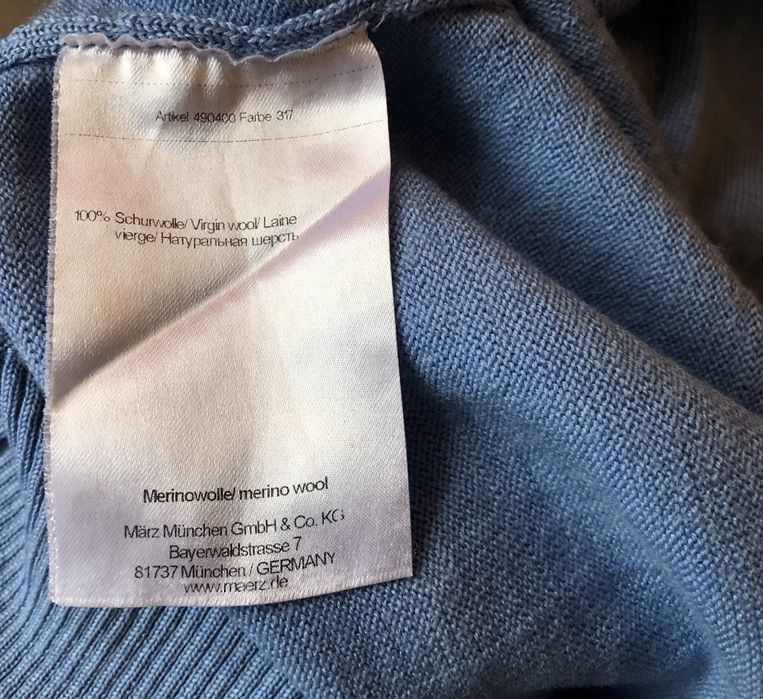 Artikel 490400 Farbe 317
100% Schurwolle/ Virgin wool/ Laine
vierge/ Натуральная шерсть
Merinowolle/ merino wool
März München GmbH & Co. KG
Bayerwaldstrasse 7
81737 München / GERMANY
www.maerz.de